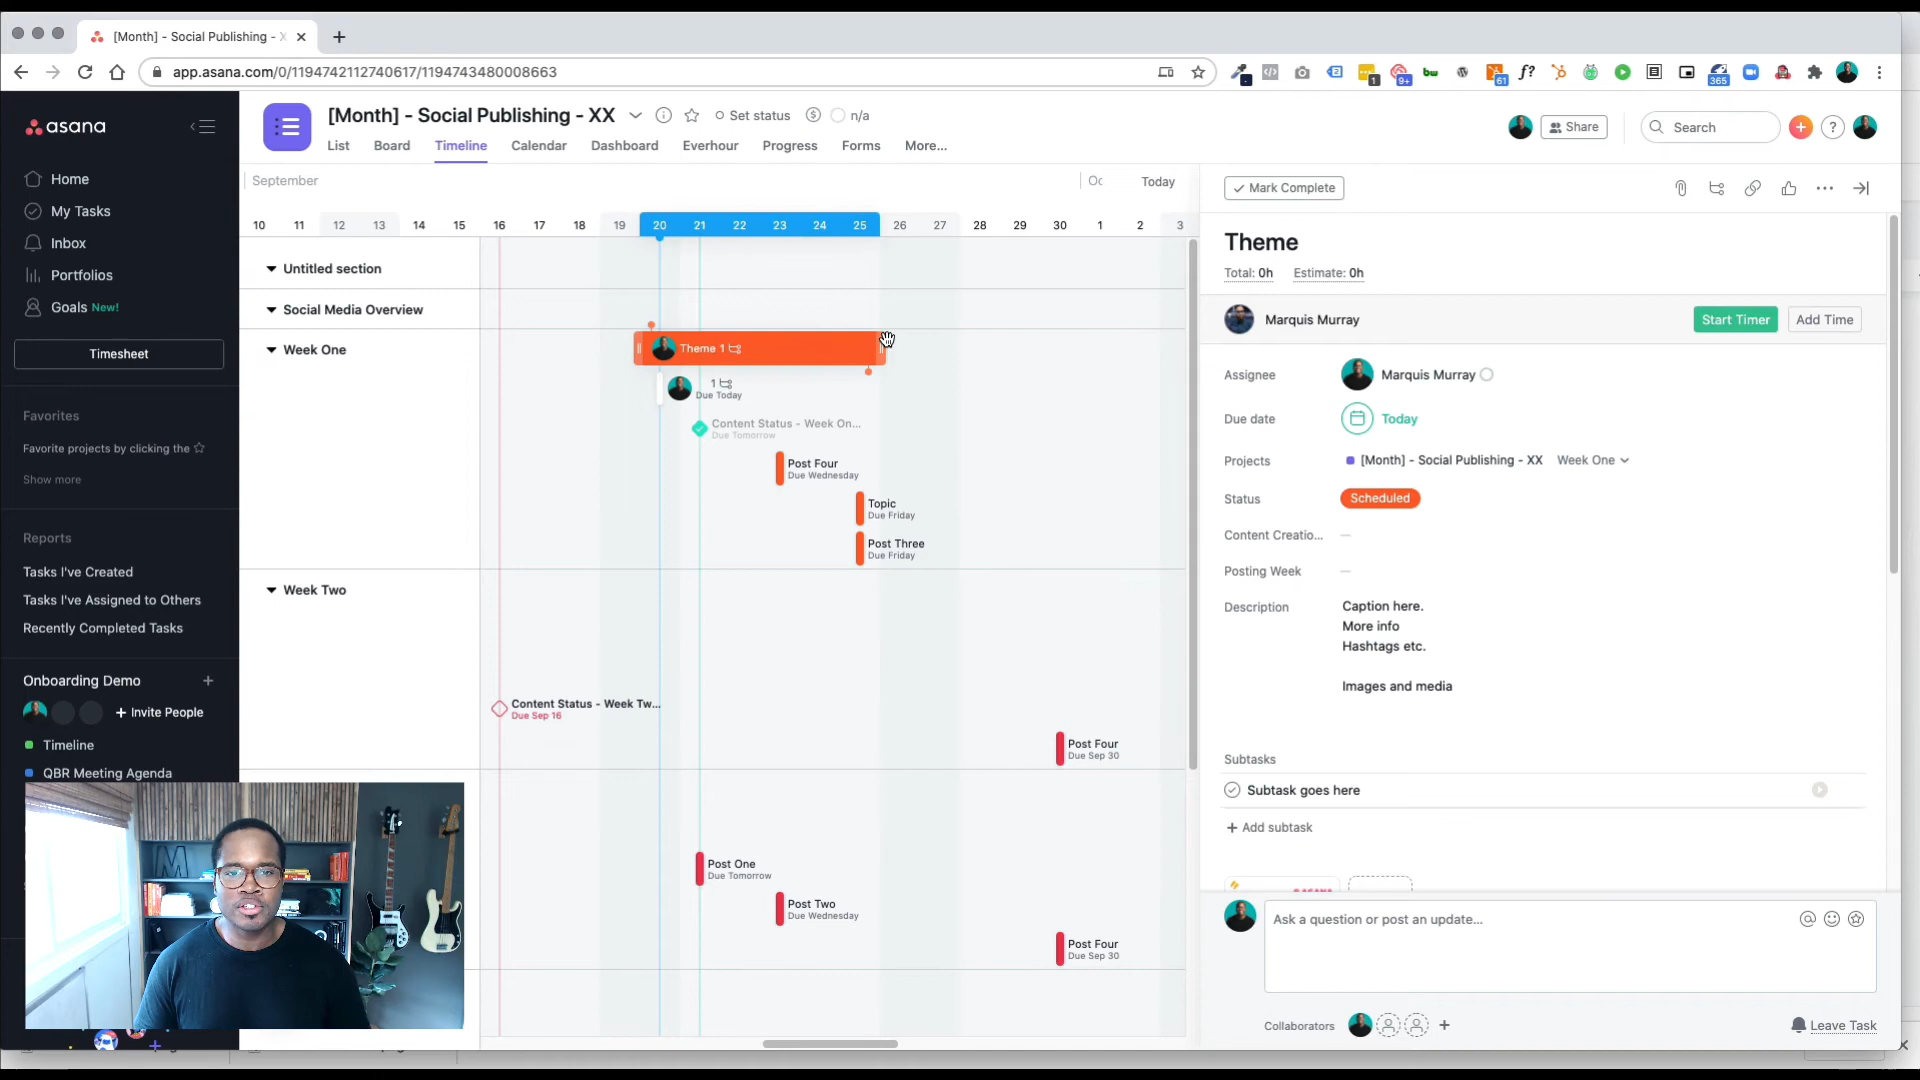 [Month] - Social Publishing - X
app.asana.com/0/1194742112740617/1194743480008663
1
9+
bw
61
f?
365
asana
[Month] - Social Publishing - XX
Set status
n/a
Share
Search
?
List
Board
Timeline
Calendar
Dashboard
Everhour
Progress
Forms
More...
Home
My Tasks
Inbox
Portfolios
Goals New!
Timesheet
Favorites
Favorite projects by clicking the
Show more
Reports
Tasks I've Created
Tasks I've Assigned to Others
Recently Completed Tasks
Onboarding Demo
Invite People
Timeline
QBR Meeting Agenda
September
Oc
Today
10 11 12 13 14 15 16 17 18 19 20 21 22 23 24 25 26 27 28 29 30 1 2 3
Untitled section
Social Media Overview
Week One
Theme 1
1
Due Today
Content Status - Week On...
Due Tomorrow
Post Four
Due Wednesday
Topic
Due Friday
Post Three
Due Friday
Week Two
Content Status - Week Tw...
Due Sep 16
Post Four
Due Sep 30
Post One
Due Tomorrow
Post Two
Due Wednesday
Post Four
Due Sep 30
Mark Complete
Theme
Total: 0h
Estimate: 0h
Marquis Murray
Start Timer
Add Time
Assignee
Marquis Murray
Due date
Today
Projects
[Month] - Social Publishing - XX
Week One
Status
Scheduled
Content Creatio...
—
Posting Week
—
Description
Caption here.
More info
Hashtags etc.
Images and media
Subtasks
Subtask goes here
+ Add subtask
Ask a question or post an update...
Collaborators
Leave Task